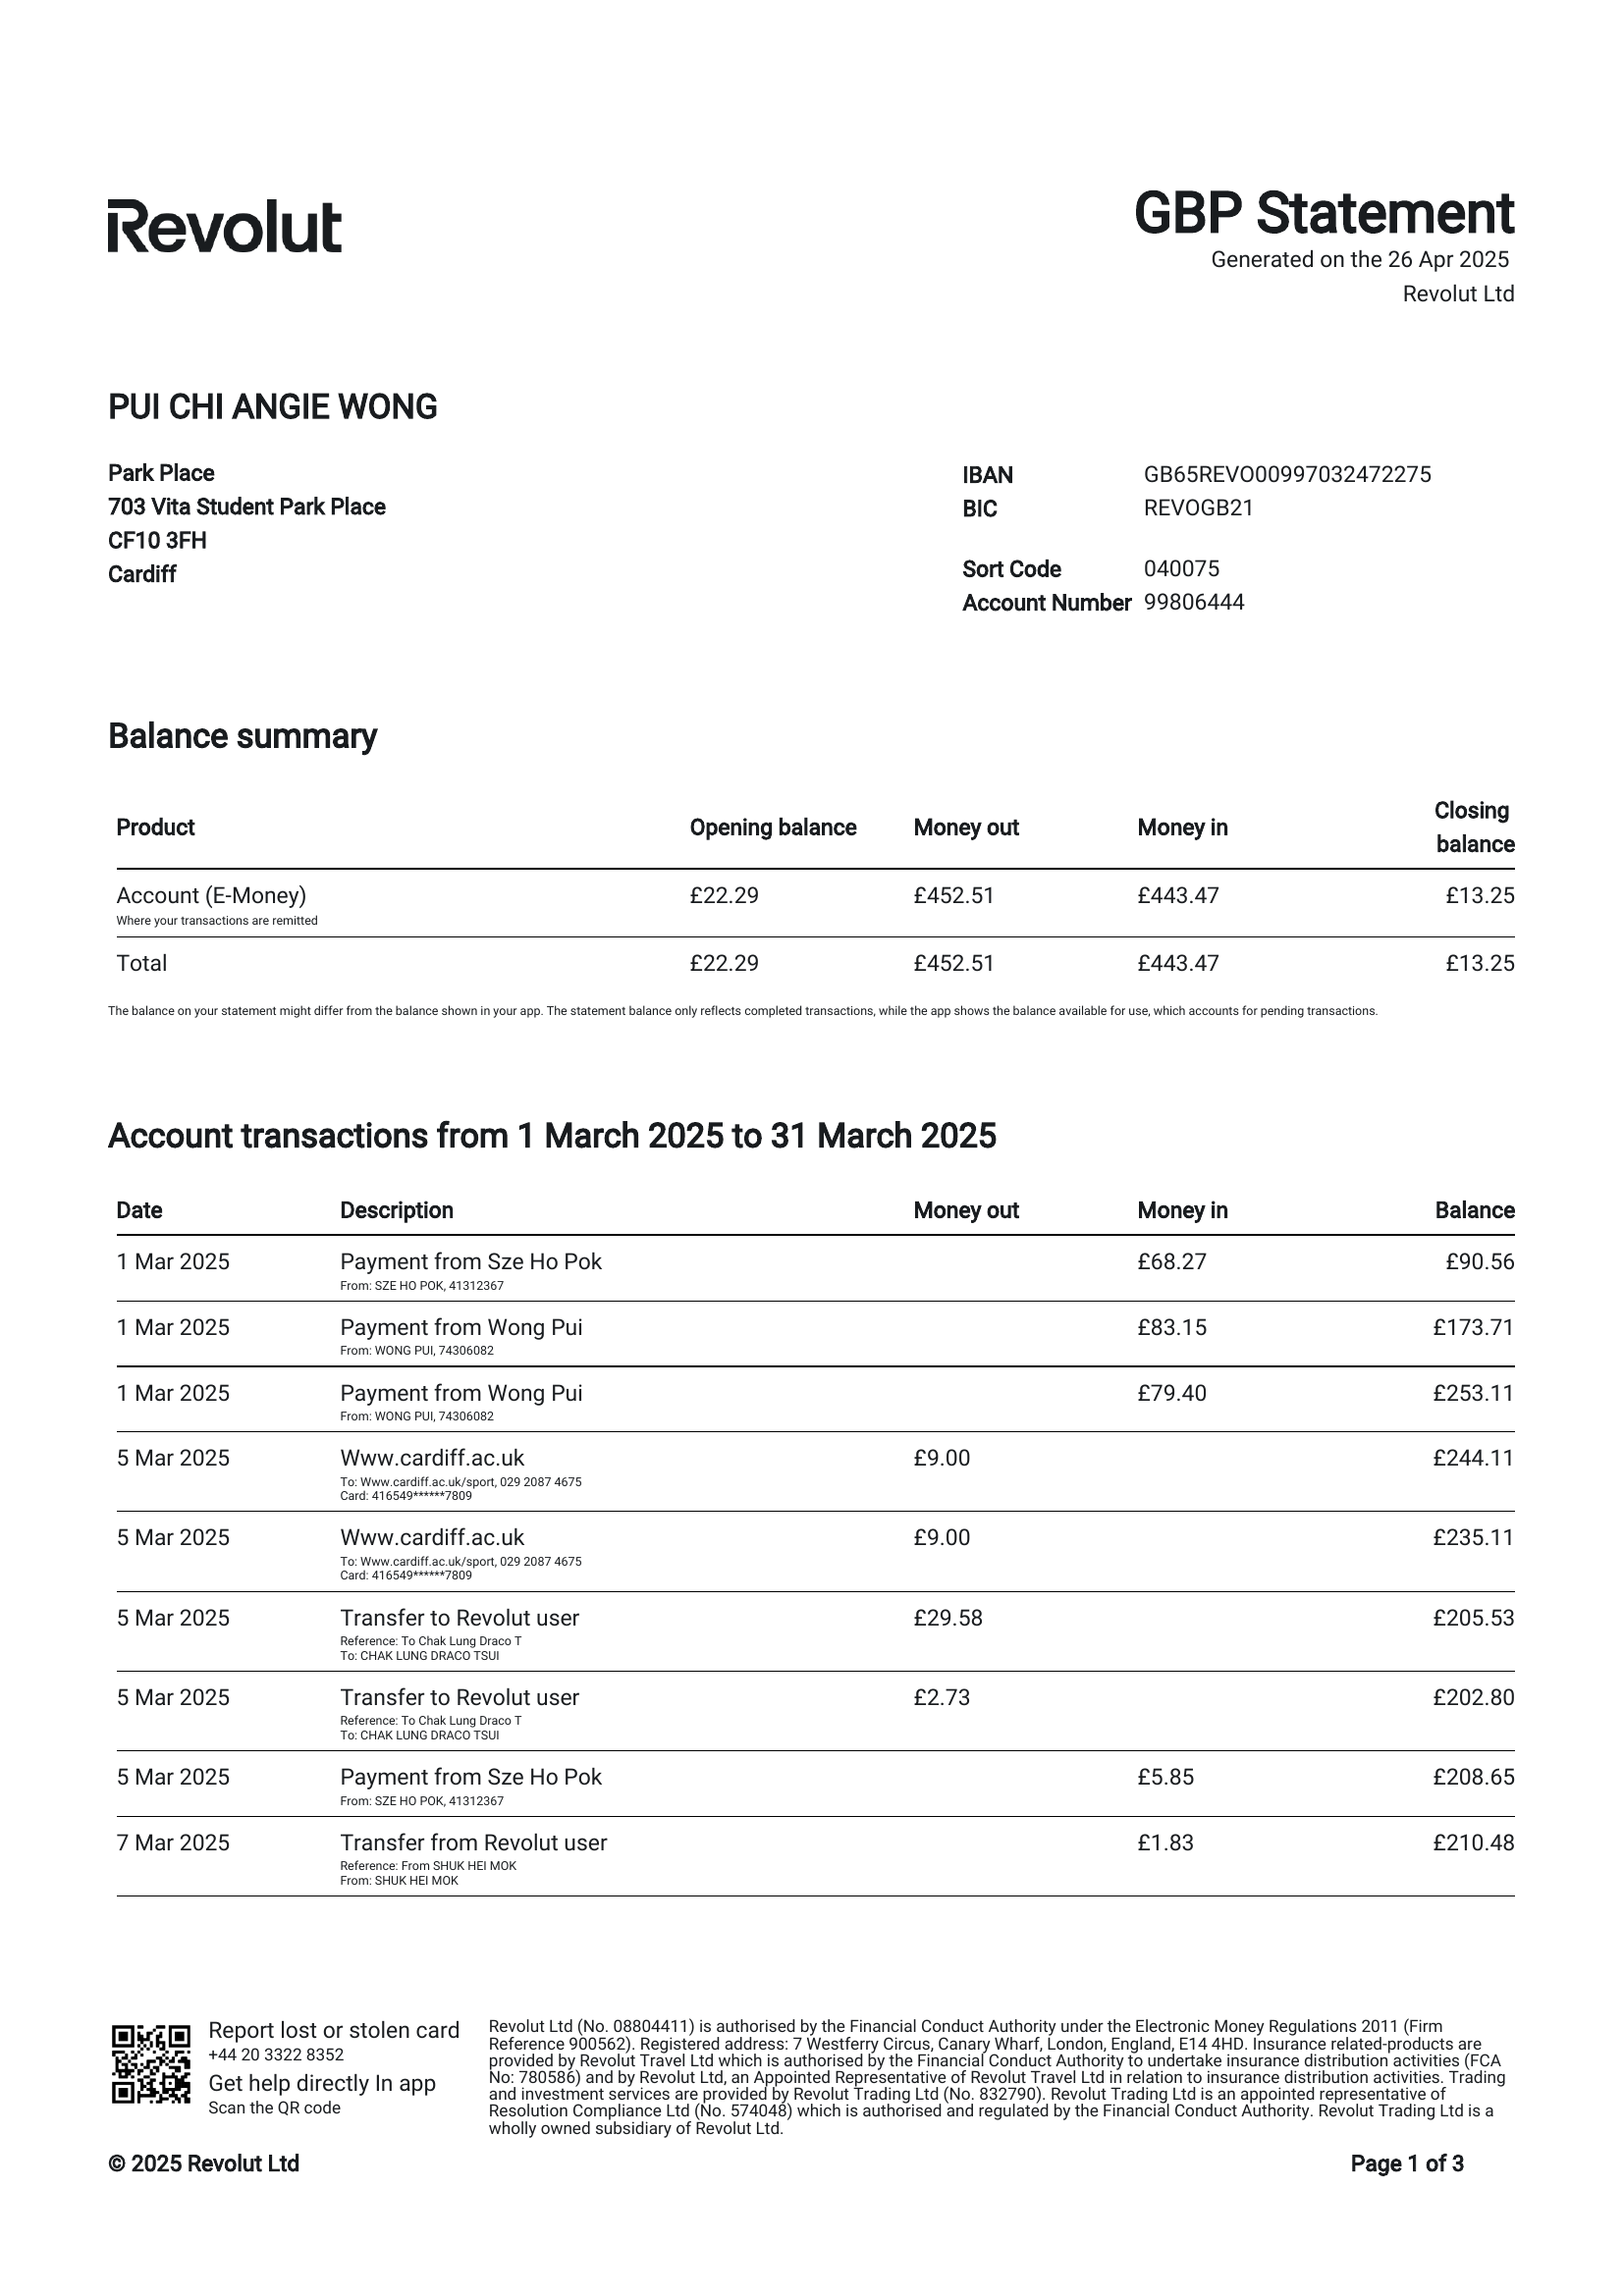 Revolut
GBP Statement
Generated on the 26 Apr 2025
Revolut Ltd
PUI CHI ANGIE WONG
Park Place
703 Vita Student Park Place
CF10 3FH
Cardiff
IBAN GB65REVO00997032472275
BIC REVOGB21
Sort Code 040075
Account Number 99806444
Balance summary
Product Opening balance Money out Money in Closing balance
Account (E-Money) £22.29 £452.51 £443.47 £13.25
Where your transactions are remitted
Total £22.29 £452.51 £443.47 £13.25
The balance on your statement might differ from the balance shown in your app. The statement balance only reflects completed transactions, while the app shows the balance available for use, which accounts for pending transactions.
Account transactions from 1 March 2025 to 31 March 2025
Date Description Money out Money in Balance
1 Mar 2025 Payment from Sze Ho Pok £68.27 £90.56
From: SZE HO POK, 41312367
1 Mar 2025 Payment from Wong Pui £83.15 £173.71
From: WONG PUI, 74306082
1 Mar 2025 Payment from Wong Pui £79.40 £253.11
From: WONG PUI, 74306082
5 Mar 2025 Www.cardiff.ac.uk £9.00 £244.11
To: Www.cardiff.ac.uk/sport, 029 2087 4675
Card: 416549******7809
5 Mar 2025 Www.cardiff.ac.uk £9.00 £235.11
To: Www.cardiff.ac.uk/sport, 029 2087 4675
Card: 416549******7809
5 Mar 2025 Transfer to Revolut user £29.58 £205.53
Reference: To Chak Lung Draco T
To: CHAK LUNG DRACO TSUI
5 Mar 2025 Transfer to Revolut user £2.73 £202.80
Reference: To Chak Lung Draco T
To: CHAK LUNG DRACO TSUI
5 Mar 2025 Payment from Sze Ho Pok £5.85 £208.65
From: SZE HO POK, 41312367
7 Mar 2025 Transfer from Revolut user £1.83 £210.48
Reference: From SHUK HEI MOK
From: SHUK HEI MOK
Report lost or stolen card
+44 20 3322 8352
Get help directly In app
Scan the QR code
Revolut Ltd (No. 08804411) is authorised by the Financial Conduct Authority under the Electronic Money Regulations 2011 (Firm
Reference 900562). Registered address: 7 Westferry Circus, Canary Wharf, London, England, E14 4HD. Insurance related-products are
provided by Revolut Travel Ltd which is authorised by the Financial Conduct Authority to undertake insurance distribution activities (FCA
No: 780586) and by Revolut Ltd, an Appointed Representative of Revolut Travel Ltd in relation to insurance distribution activities. Trading
and investment services are provided by Revolut Trading Ltd (No. 832790). Revolut Trading Ltd is an appointed representative of
Resolution Compliance Ltd (No. 574048) which is authorised and regulated by the Financial Conduct Authority. Revolut Trading Ltd is a
wholly owned subsidiary of Revolut Ltd.
© 2025 Revolut Ltd
Page 1 of 3